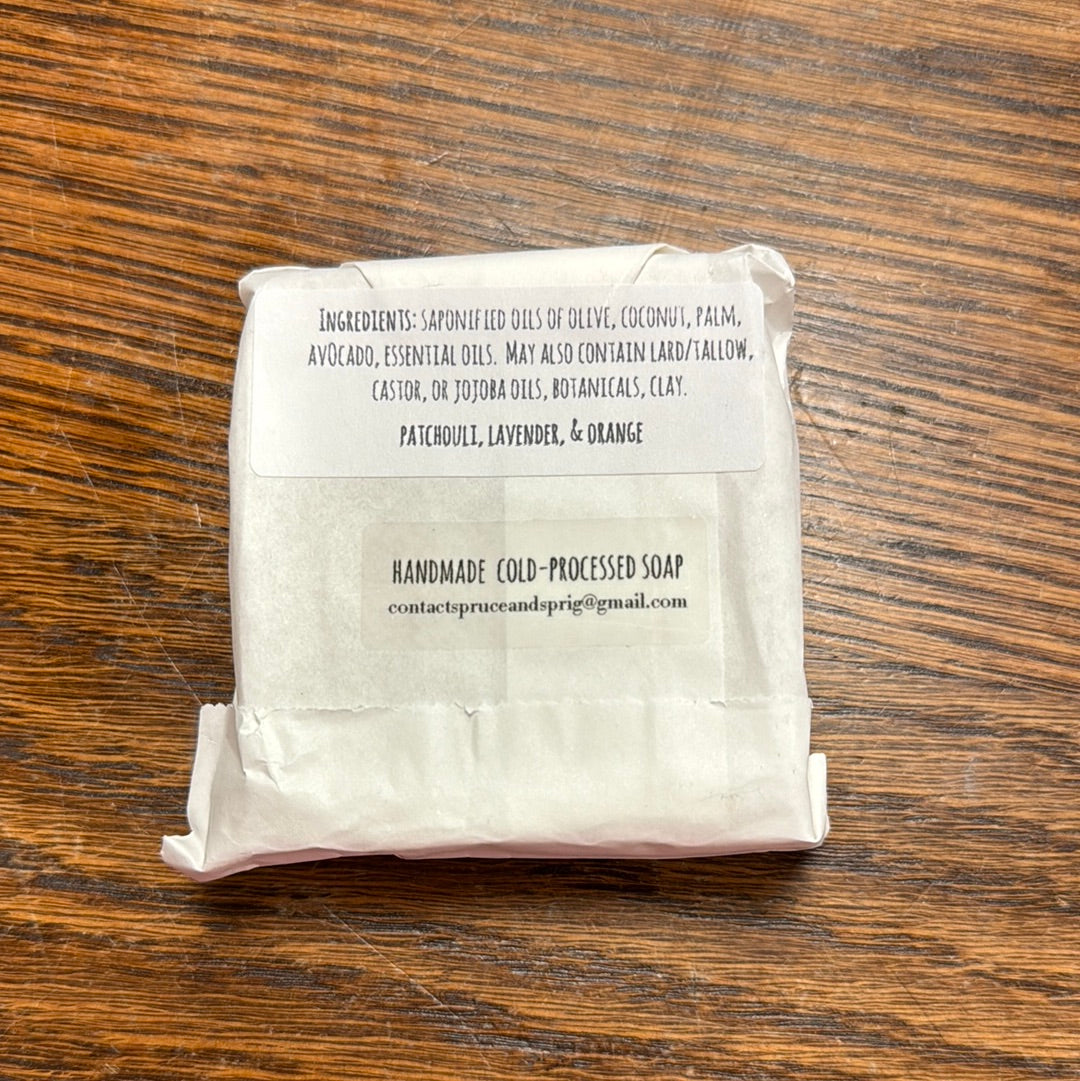 INGREDIENTS: SAPONIFIED OILS OF OLIVE, COCONUT, PALM,
AVOCADO, ESSENTIAL OILS. MAY ALSO CONTAIN LARD/TALLOW,
CASTOR, OR JOJOBA OILS, BOTANICALS, CLAY.
PATCHOULI, LAVENDER, & ORANGE
HANDMADE COLD-PROCESSED SOAP
contactspruceandsprig@gmail.com